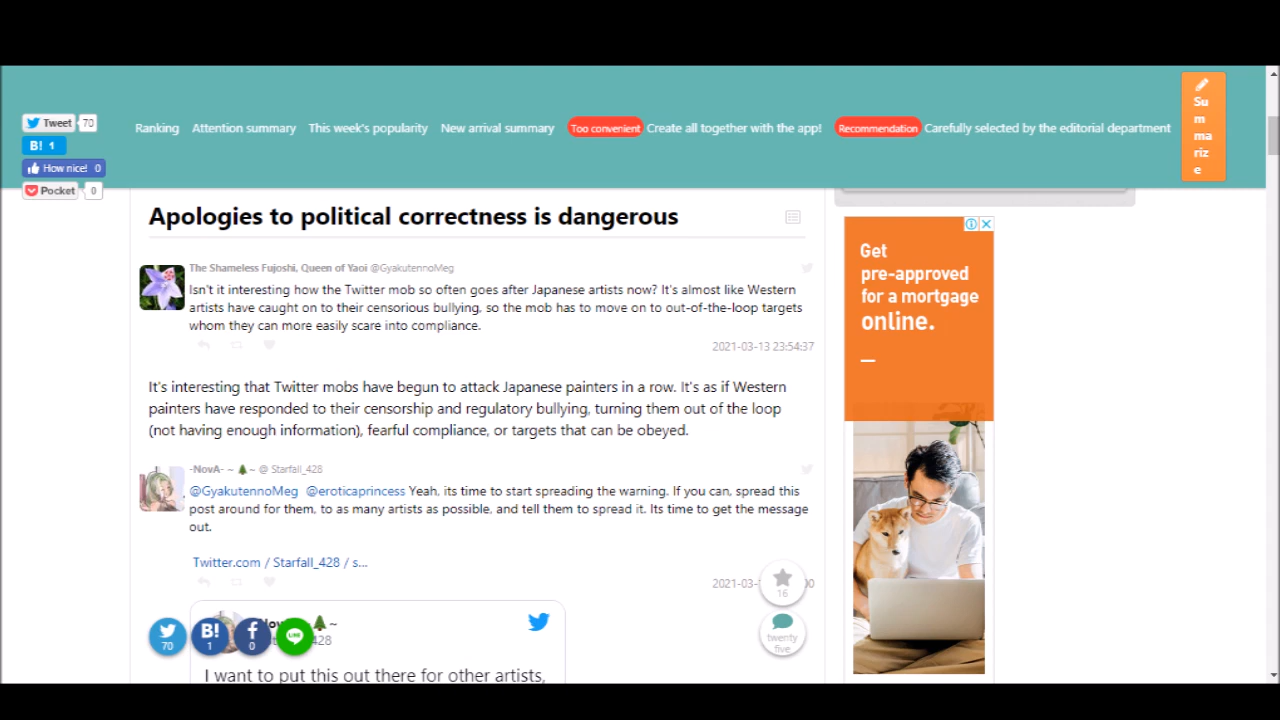 Tweet 70
B! 1
How nice! 0
Pocket 0
Ranking Attention summary This week's popularity New arrival summary Too convenient Create all together with the app! Recommendation Carefully selected by the editorial department
Su
m
ma
riz
e
Apologies to political correctness is dangerous
The Shameless Fujoshi, Queen of Yaoi @GyakutennoMeg
Isn't it interesting how the Twitter mob so often goes after Japanese artists now? It's almost like Western
artists have caught on to their censorious bullying, so the mob has to move on to out-of-the-loop targets
whom they can more easily scare into compliance.
2021-03-13 23:54:37
It's interesting that Twitter mobs have begun to attack Japanese painters in a row. It's as if Western
painters have responded to their censorship and regulatory bullying, turning them out of the loop
(not having enough information), fearful compliance, or targets that can be obeyed.
-NovA- ~ 🌲~ @ Starfall_428
@GyakutennoMeg @eroticaprincess Yeah, its time to start spreading the warning. If you can, spread this
post around for them, to as many artists as possible, and tell them to spread it. Its time to get the message
out.
Twitter.com / Starfall_428 / s...
2021-03-
16
twenty
five
70
B!
1
0
LINE
🌲~
428
I want to put this out there for other artists,
Get
pre-approved
for a mortgage
online.